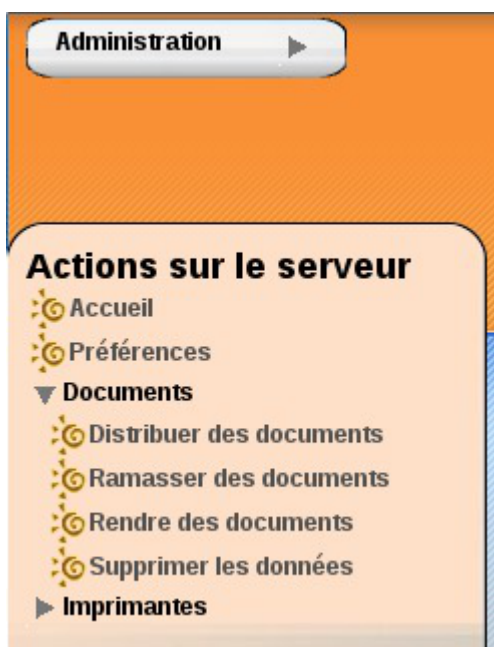 Administration
Actions sur le serveur
Accueil
Préférences
Documents
Distribuer des documents
Ramasser des documents
Rendre des documents
Supprimer les données
Imprimantes